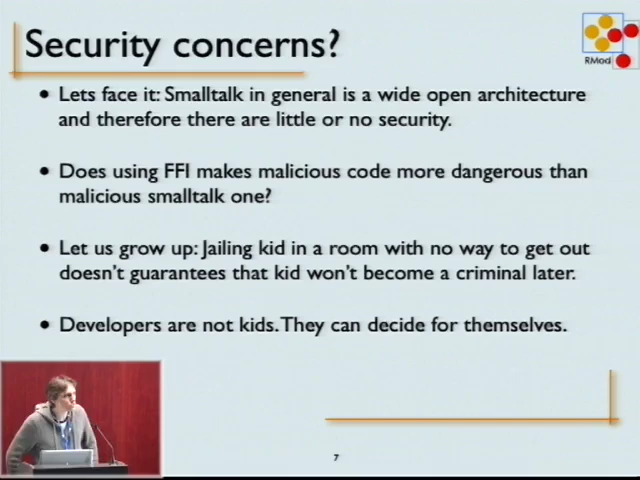 Security concerns?
RMod
• Lets face it: Smalltalk in general is a wide open architecture
and therefore there are little or no security.
• Does using FFI makes malicious code more dangerous than
malicious smalltalk one?
• Let us grow up: Jailing kid in a room with no way to get out
doesn't guarantees that kid won't become a criminal later.
• Developers are not kids. They can decide for themselves.
7